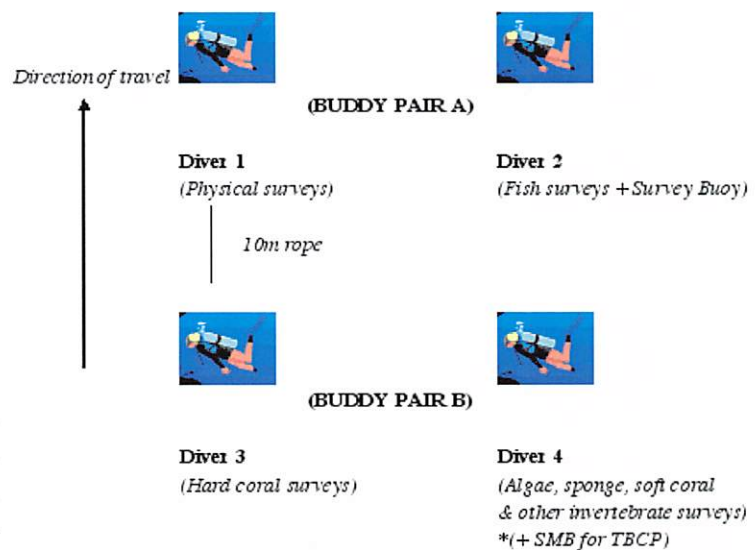 Direction of travel
(BUDDY PAIR A)
Diver 1
Diver 2
(Physical surveys)
(Fish surveys + Survey Buoy)
10m rope
(BUDDY PAIR B)
Diver 3
Diver 4
(Hard coral surveys)
(Algae, sponge, soft coral
& other invertebrate surveys)
*(+ SMB for TBCP)